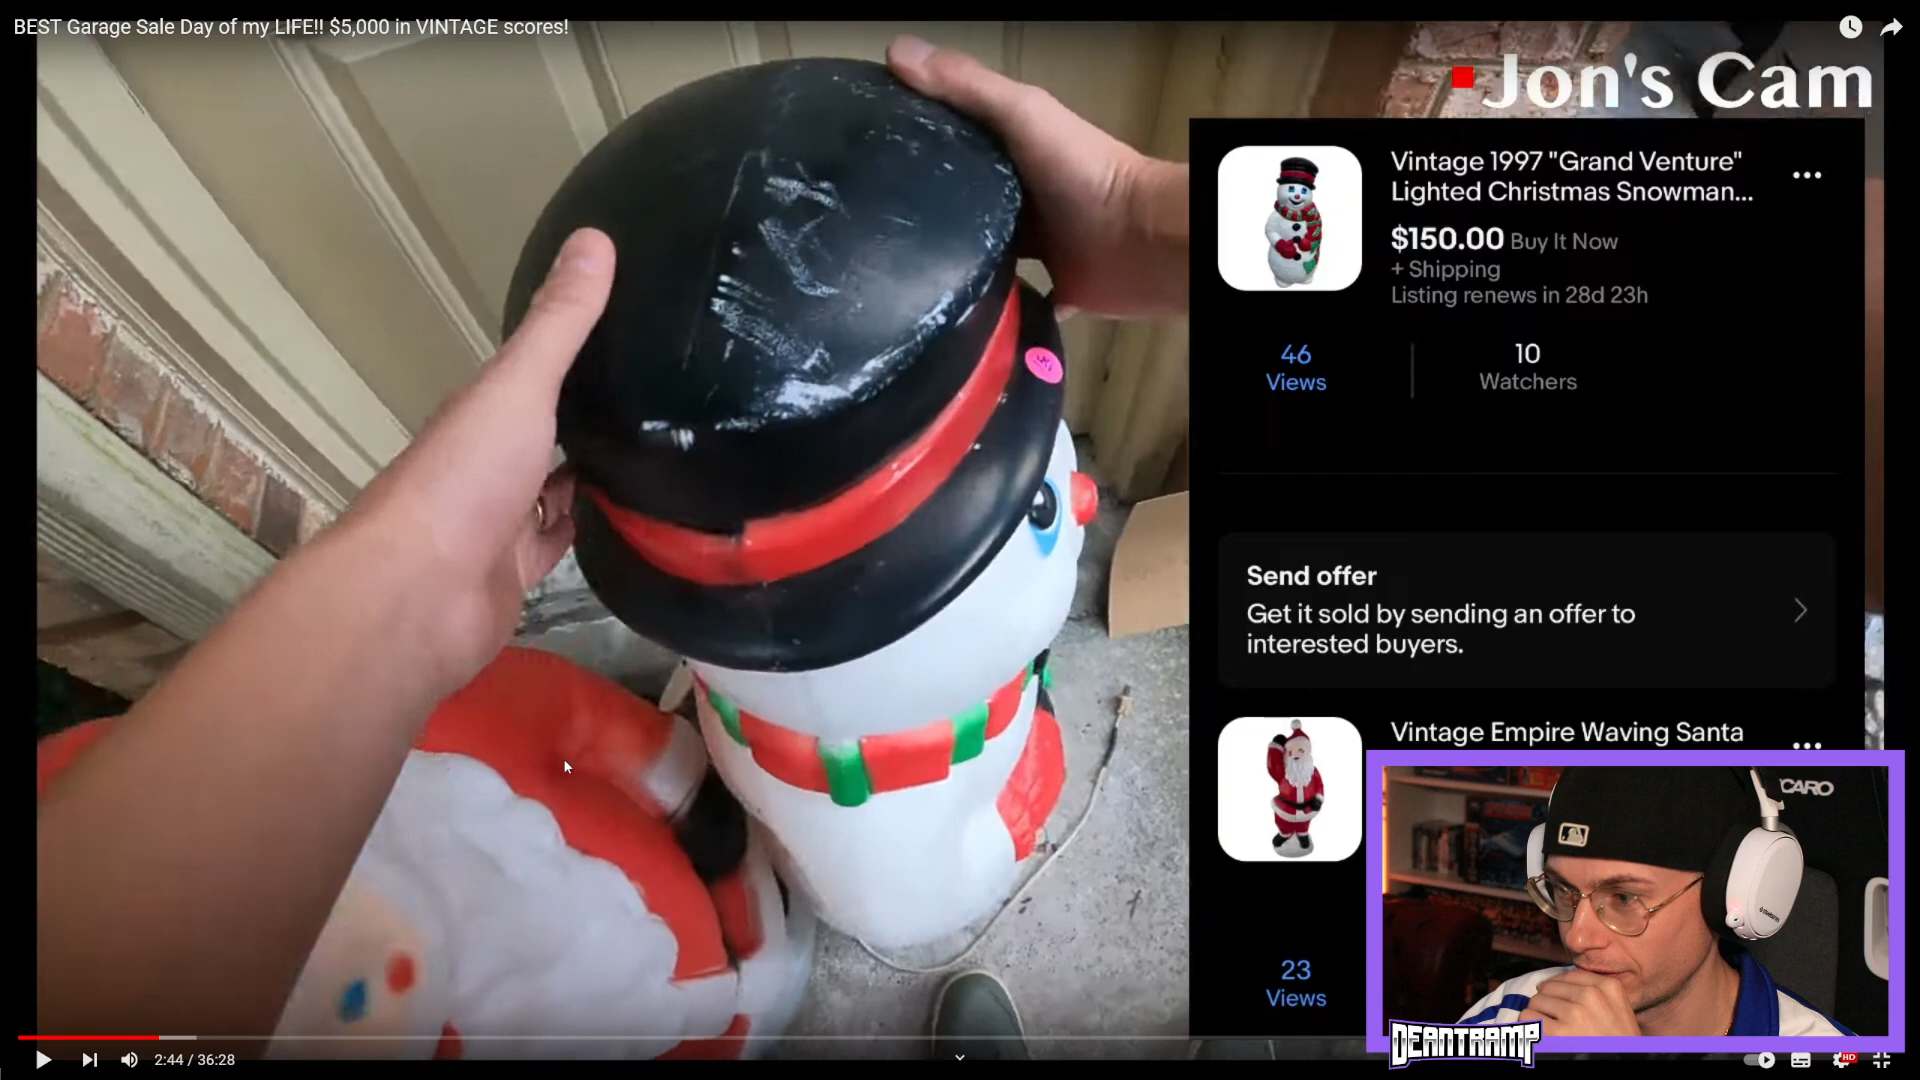 BEST Garage Sale Day of my LIFE!! $5,000 in VINTAGE scores!
Jon's Cam
Vintage 1997 "Grand Venture"
Lighted Christmas Snowman...
$150.00 Buy It Now
+ Shipping
Listing renews in 28d 23h
46
Views
10
Watchers
Send offer
Get it sold by sending an offer to
interested buyers.
Vintage Empire Waving Santa
23
Views
CARO
DEANTRAMP
2:44 / 36:28
HD